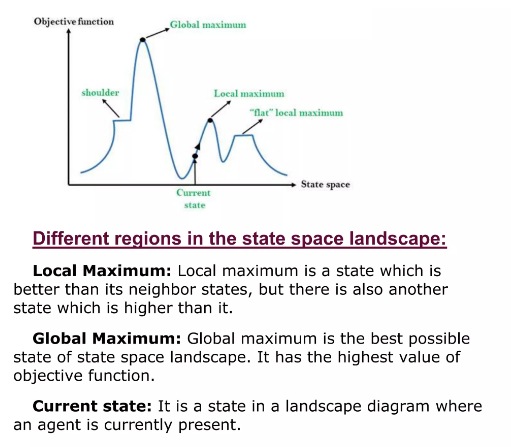 Objective function
Global maximum
shoulder
Local maximum
"flat" local maximum
State space
Current
state
Different regions in the state space landscape:
Local Maximum: Local maximum is a state which is
better than its neighbor states, but there is also another
state which is higher than it.
Global Maximum: Global maximum is the best possible
state of state space landscape. It has the highest value of
objective function.
Current state: It is a state in a landscape diagram where
an agent is currently present.